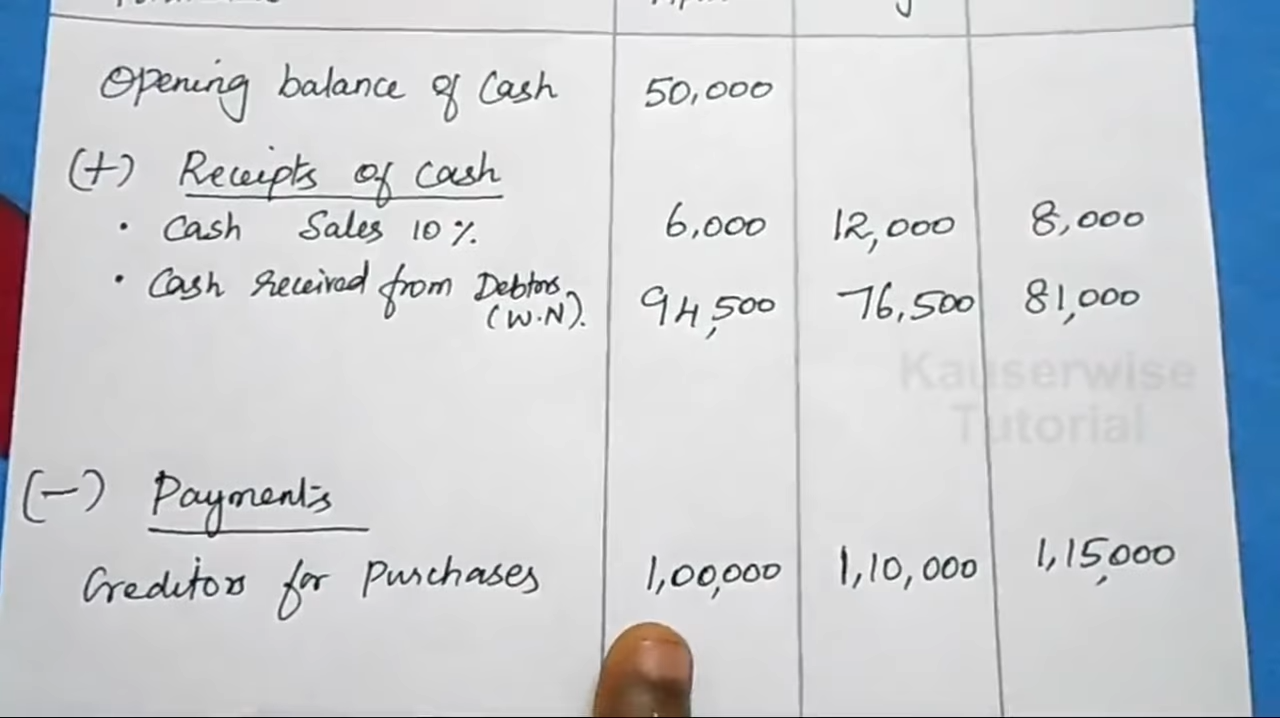 Opening balance of Cash 50,000
(+) Receipts of cash
• Cash Sales 10% 6,000 12,000 8,000
• Cash received from Debtors 94,500 76,500 81,000
(W.N).
Kauserwise
Tutorial
(-) Payments
Creditors for Purchases 1,00,000 1,10,000 1,15,000